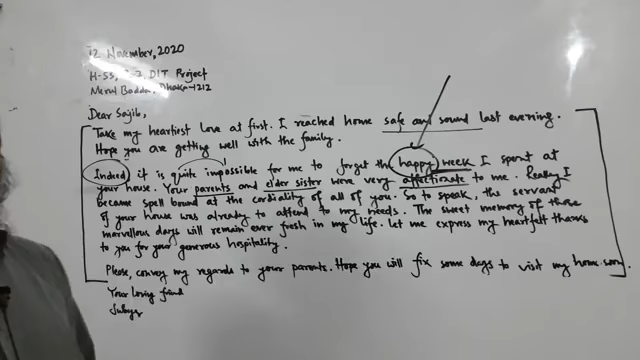 12 November, 2020
H-55, DIT Project
Merul Badda, Dhaka-1212
Dear Sajib,
Take my heartiest love at first. I reached home safe and sound last evening.
Hope you are getting well with the family.
Indeed it is quite impossible for me to forget the happy week I spent at
your house. Your parents and elder sister were very affectionate to me. Really I
became spell bound at the cordiality of all of you. So to speak, the servant
of your house was already to attend to my needs. The sweet memory of those
marvellous days will remain ever fresh in my life. Let me express my heartfelt thanks
to you for your generous hospitality.
Please, convey my regards to your parents. Hope you will fix some days to visit my home soon.
Your loving friend